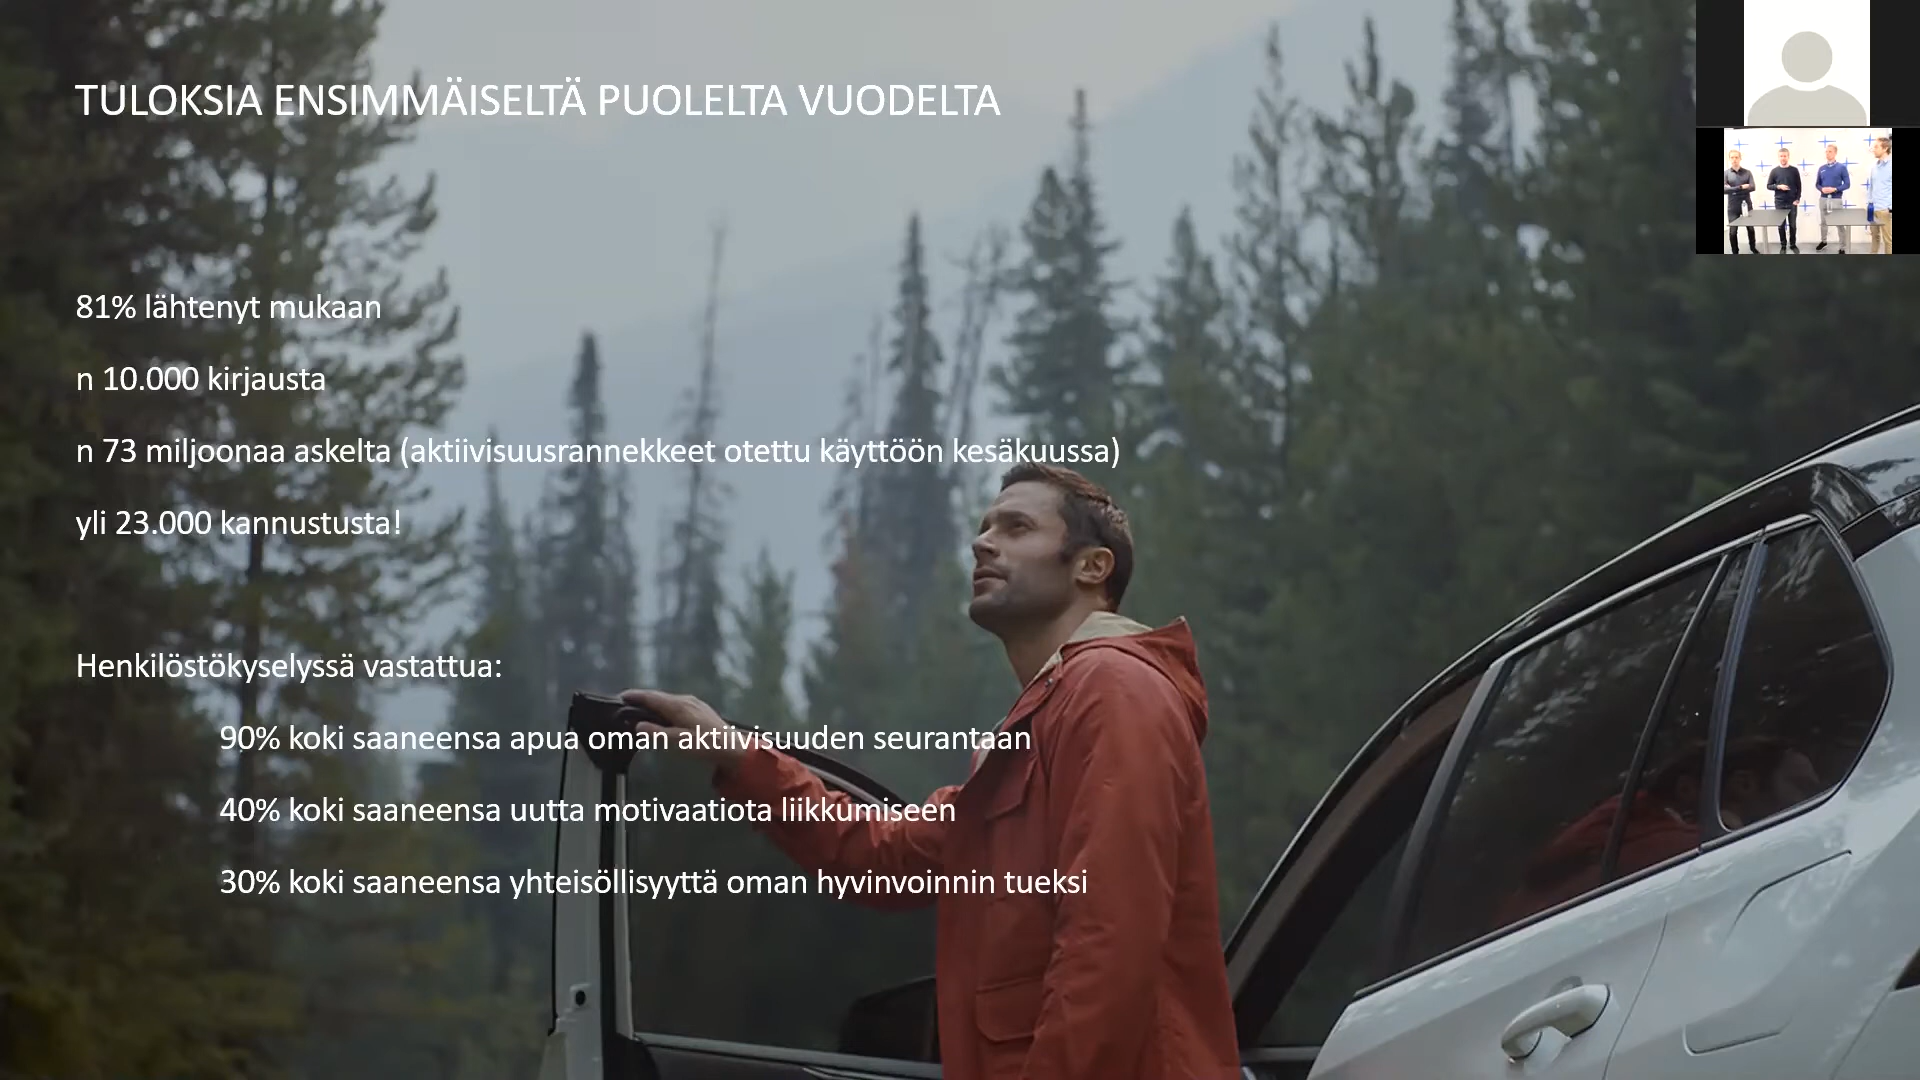 TULOKSIA ENSIMMÄISELTÄ PUOLELTA VUODELTA
81% lähtenyt mukaan
n 10.000 kirjausta
n 73 miljoonaa askelta (aktiivisuusrannekkeet otettu käyttöön kesäkuussa)
yli 23.000 kannustusta!
Henkilöstökyselyssä vastattua:
90% koki saaneensa apua oman aktiivisuuden seurantaan
40% koki saaneensa uutta motivaatiota liikkumiseen
30% koki saaneensa yhteisöllisyyttä oman hyvinvoinnin tueksi